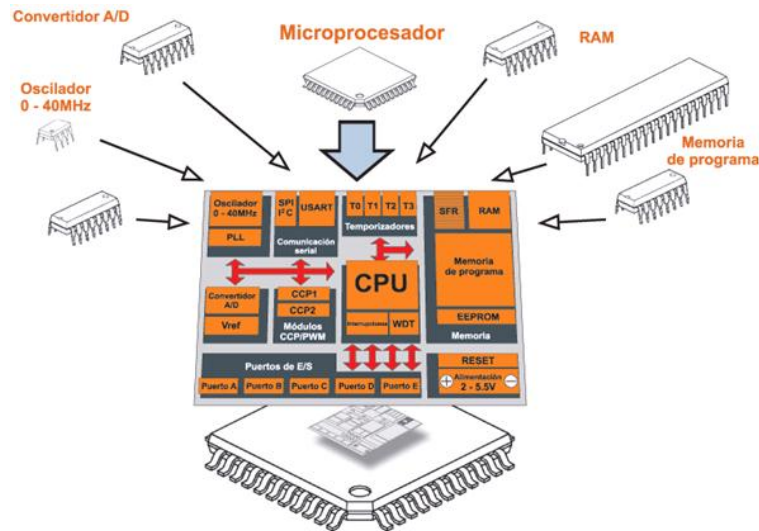 Convertidor A/D
Microprocesador
RAM
Oscilador
0 - 40MHz
Memoria
de programa
Oscilador
0 - 40MHz
PLL
SPI
I²C
USART
Comunicación
serial
T0
T1
T2
T3
Temporizadores
SFR
RAM
Memoria
de programa
EEPROM
Memoria
Convertidor
A/D
Vref
CCP1
CCP2
Módulos
CCP/PWM
CPU
Interrupciones
WDT
Puertos de E/S
Puerto A
Puerto B
Puerto C
Puerto D
Puerto E
RESET
Alimentación
2 - 5.5V